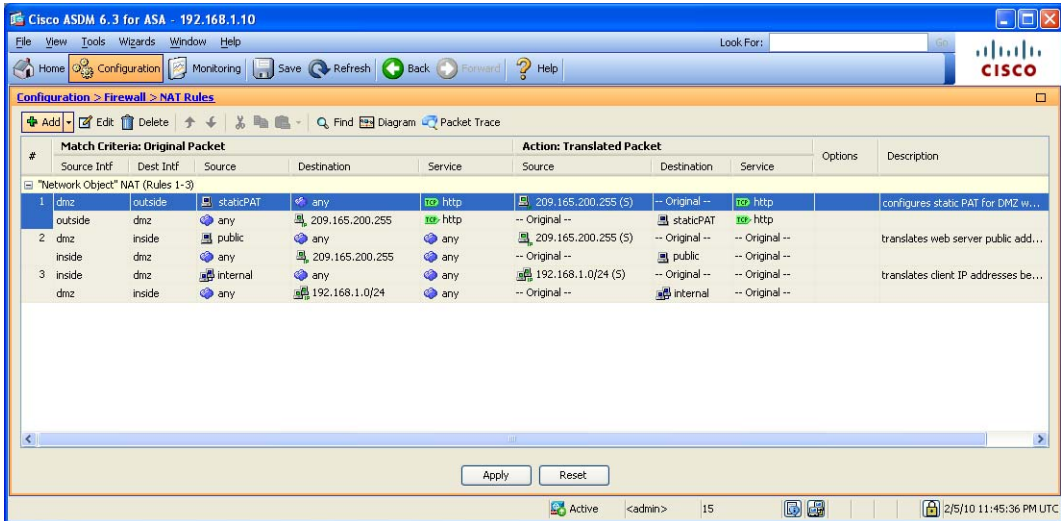 Cisco ASDM 6.3 for ASA - 192.168.1.10
File View Tools Wizards Window Help Look For: Go
Home Configuration Monitoring Save Refresh Back Forward Help
CISCO
Configuration > Firewall > NAT Rules
Add Edit Delete Find Diagram Packet Trace
# Match Criteria: Original Packet Action: Translated Packet Options Description
Source Intf Dest Intf Source Destination Service Source Destination Service
"Network Object" NAT (Rules 1-3)
1 dmz outside staticPAT any TCP http 209.165.200.255 (S) -- Original -- TCP http configures static PAT for DMZ w...
outside dmz any 209.165.200.255 TCP http -- Original -- staticPAT TCP http
2 dmz inside public any any 209.165.200.255 (S) -- Original -- -- Original -- translates web server public add...
inside dmz any 209.165.200.255 any -- Original -- public -- Original --
3 inside dmz internal any any 192.168.1.0/24 (S) -- Original -- -- Original -- translates client IP addresses be...
dmz inside any 192.168.1.0/24 any -- Original -- internal -- Original --
Apply Reset
Active <admin> 15 2/5/10 11:45:36 PM UTC